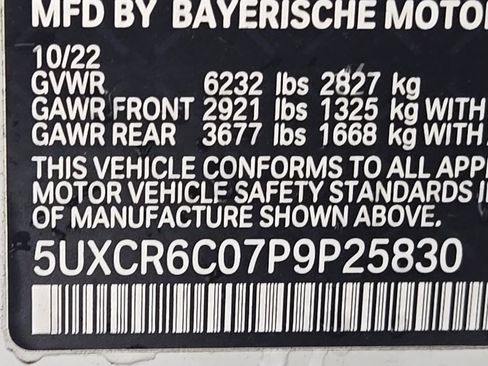 MFD BY BAYERISCHE MOTOR
10/22
GVWR 6232 lbs 2827 kg
GAWR FRONT 2921 lbs 1325 kg WITH
GAWR REAR 3677 lbs 1668 kg WITH
THIS VEHICLE CONFORMS TO ALL APP
MOTOR VEHICLE SAFETY STANDARDS I
OF MANUFACTURE SHOWN ABOVE.
5UXCR6C07P9P25830